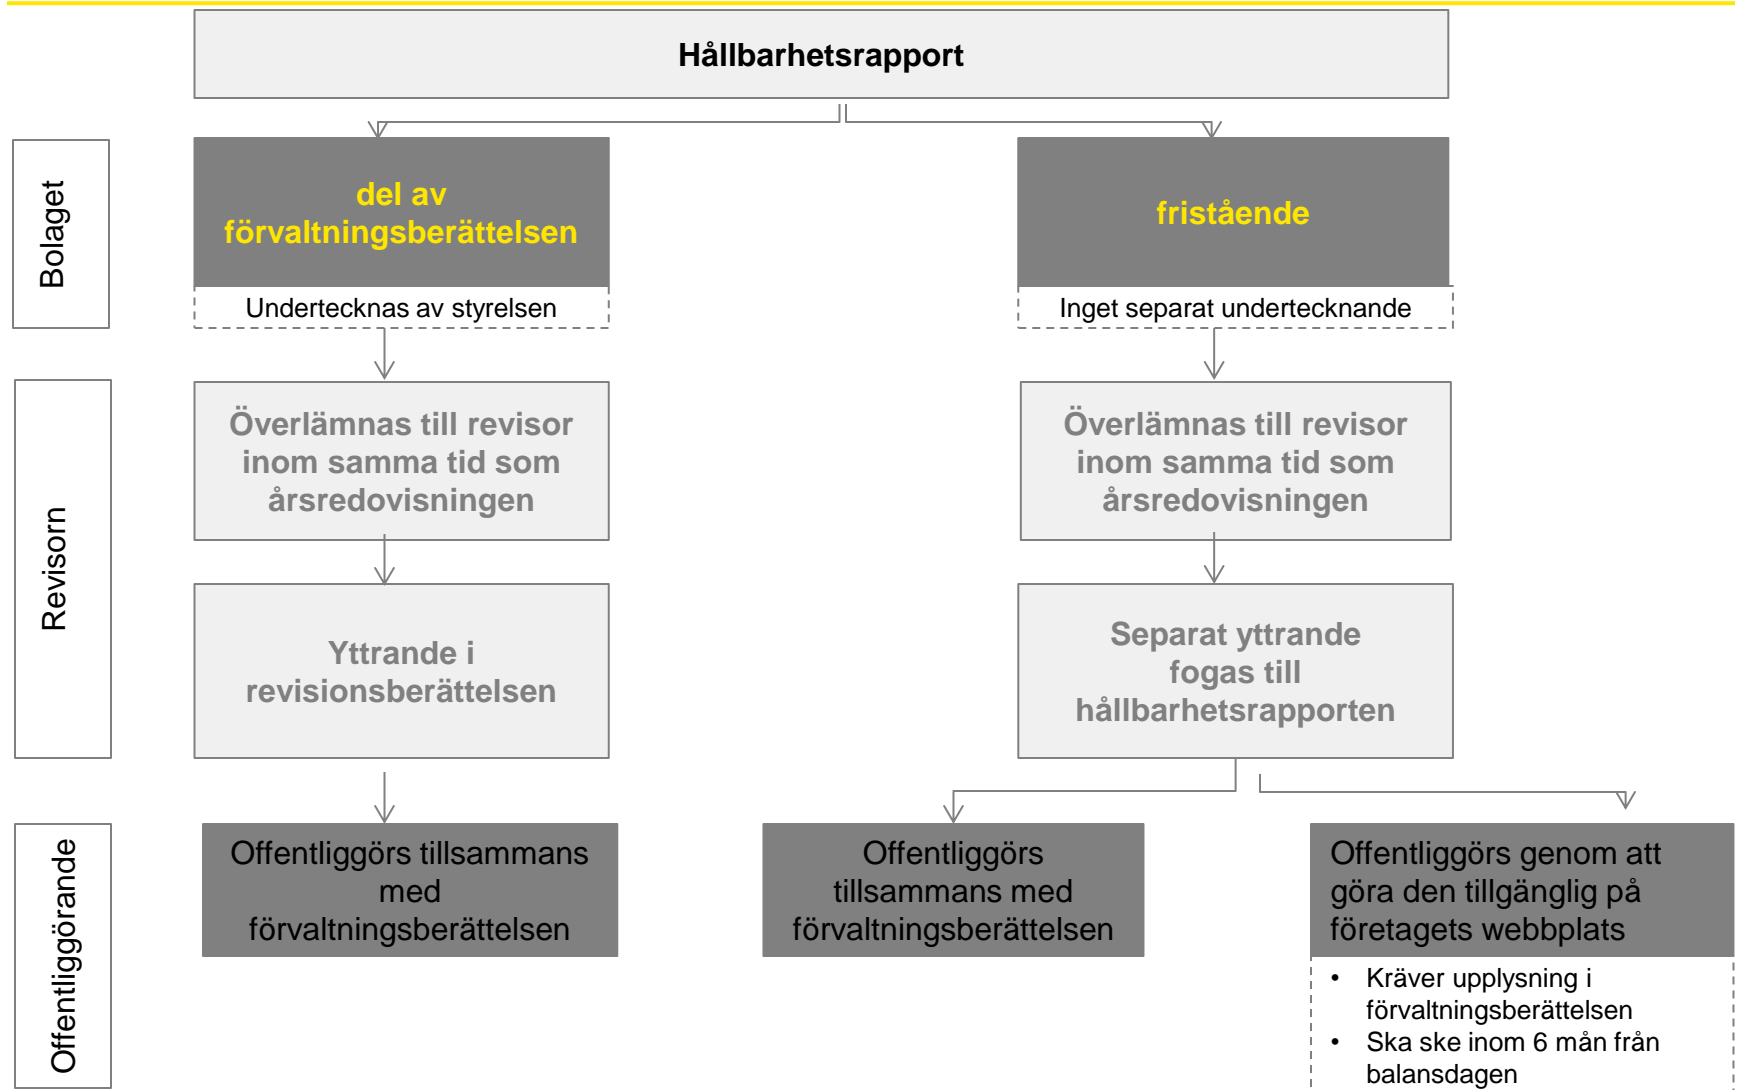 Hållbarhetsrapport
Bolaget
del av
förvaltningsberättelsen
Undertecknas av styrelsen
fristående
Inget separat undertecknande
Revisorn
Överlämnas till revisor
inom samma tid som
årsredovisningen
Överlämnas till revisor
inom samma tid som
årsredovisningen
Yttrande i
revisionsberättelsen
Separat yttrande
fogas till
hållbarhetsrapporten
Offentliggörande
Offentliggörs tillsammans
med
förvaltningsberättelsen
Offentliggörs
tillsammans med
förvaltningsberättelsen
Offentliggörs genom att
göra den tillgänglig på
företagets webbplats
• Kräver upplysning i
förvaltningsberättelsen
• Ska ske inom 6 mån från
balansdagen